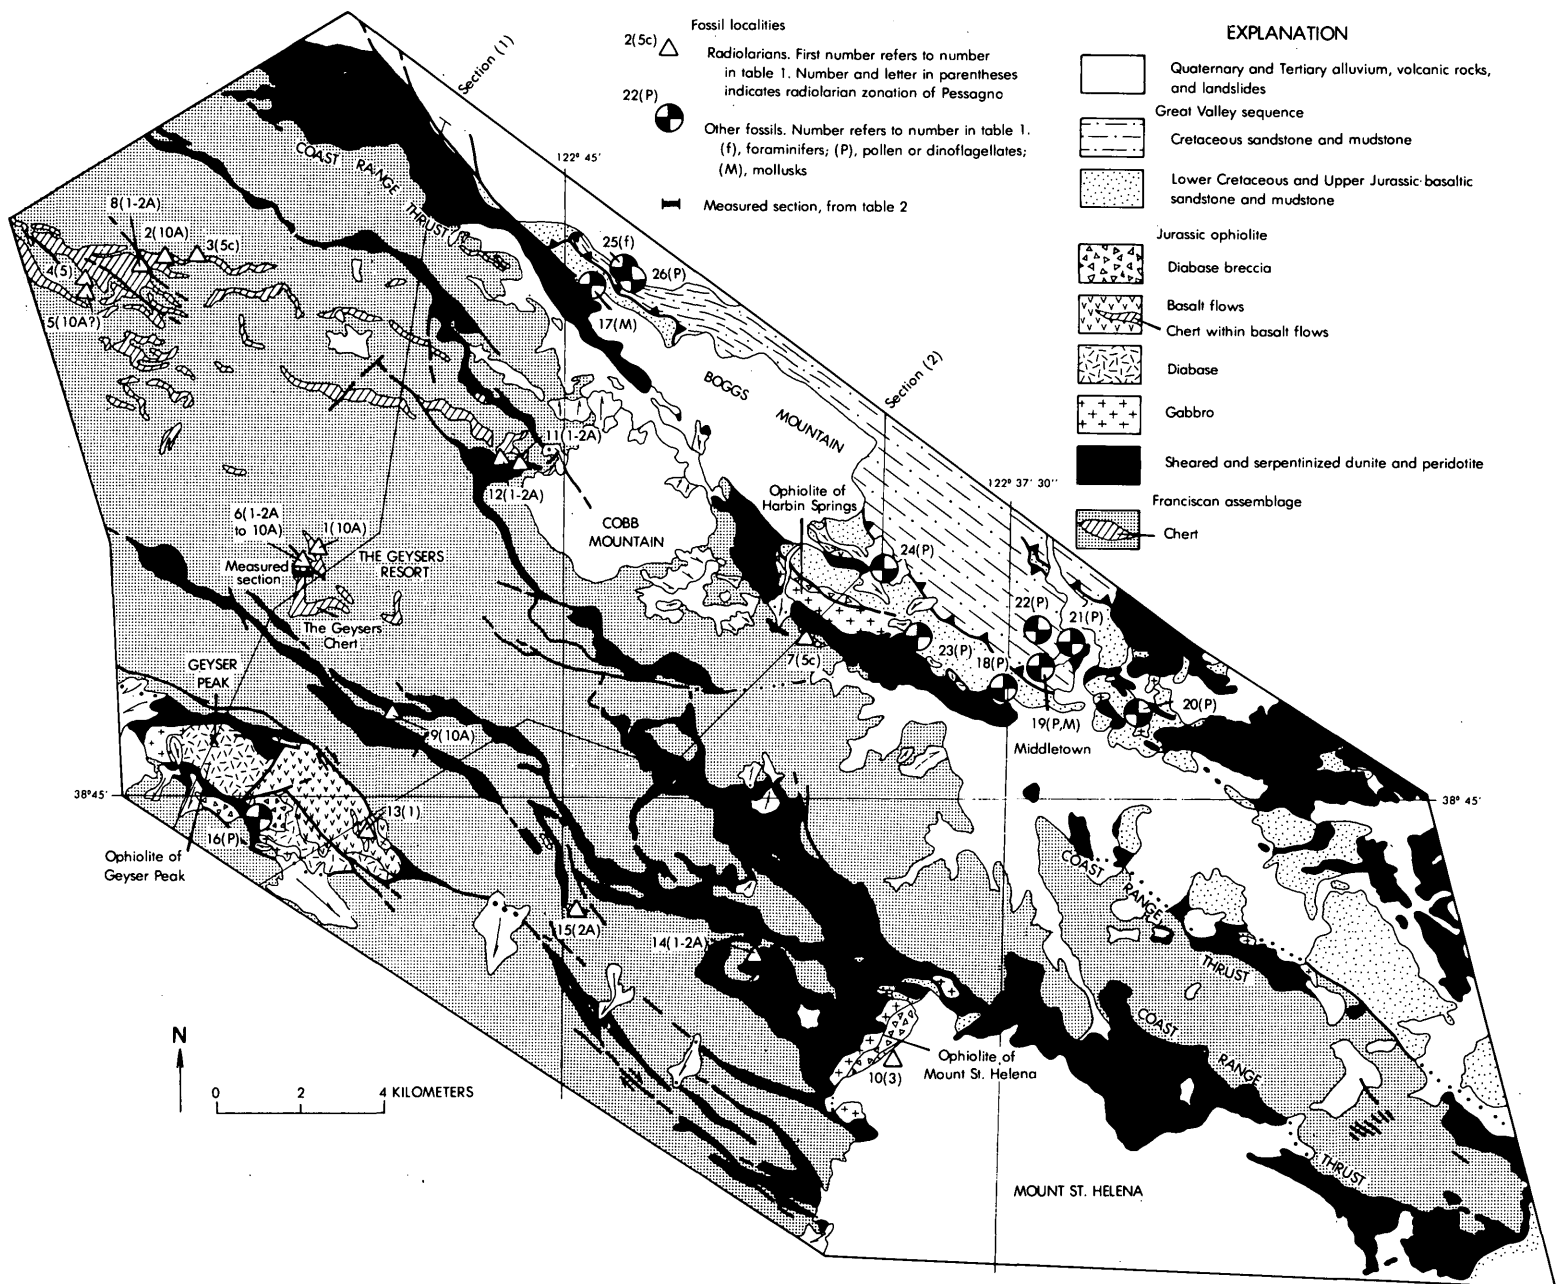 Fossil localities
2(5c)
Radiolarians. First number refers to number
in table 1. Number and letter in parentheses
indicates radiolarian zonation of Pessagno
22(P)
Other fossils. Number refers to number in table 1.
(f), foraminifers; (P), pollen or dinoflagellates;
(M), mollusks
Measured section, from table 2
EXPLANATION
Quaternary and Tertiary alluvium, volcanic rocks,
and landslides
Great Valley sequence
Cretaceous sandstone and mudstone
Lower Cretaceous and Upper Jurassic basaltic
sandstone and mudstone
Jurassic ophiolite
Diabase breccia
Basalt flows
Chert within basalt flows
Diabase
Gabbro
Sheared and serpentinized dunite and peridotite
Franciscan assemblage
Chert
Section (1)
122° 45'
COAST RANGE THRUST
8(1-2A)
2(10A)
3(5c)
4(5)
5(10A?)
25(f)
26(P)
17(M)
BOGGS
MOUNTAIN
Section (2)
122° 37' 30"
11(1-2A)
12(1-2A)
COBB
MOUNTAIN
Ophiolite of
Harbin Springs
6(1-2A
to 10A)
1(10A)
THE GEYSERS
RESORT
Measured
section
The Geysers
Chert
24(P)
22(P)
21(P)
23(P)
18(P)
7(5c)
19(P,M)
20(P)
Middletown
GEYSER
PEAK
9(10A)
38° 45'
38° 45'
13(1)
16(P)
Ophiolite of
Geyser Peak
COAST
RANGE
THRUST
15(2A)
14(1-2A)
COAST
RANGE
THRUST
Ophiolite of
Mount St. Helena
10(3)
N
0 2 4 KILOMETERS
MOUNT ST. HELENA